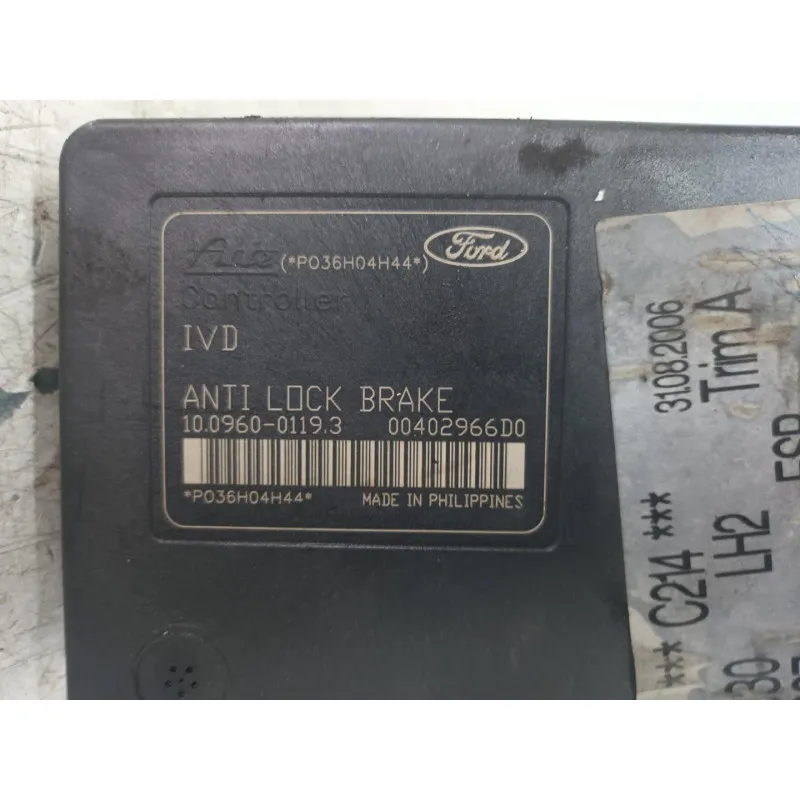 Ate (*P036H04H44*) Ford
Controller
IVD
ANTI LOCK BRAKE
10.0960-0119.3 00402966D0
*P036H04H44* MADE IN PHILIPPINES
31.08.2006
Trim A
*** C214 ***
LH2 ESP